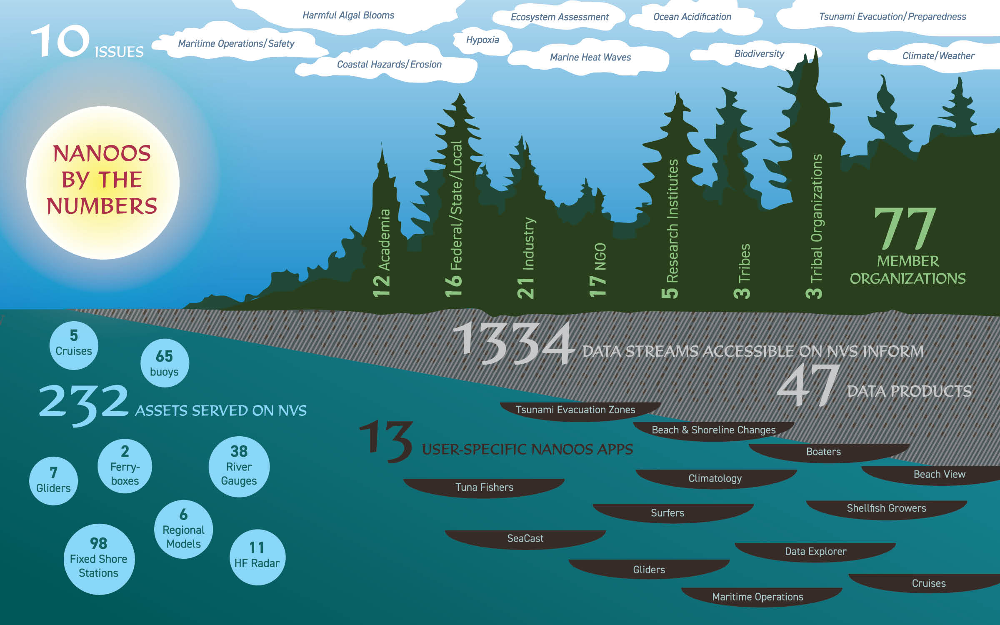 10 ISSUES
Harmful Algal Blooms
Ecosystem Assessment
Ocean Acidification
Tsunami Evacuation/Preparedness
Maritime Operations/Safety
Hypoxia
Coastal Hazards/Erosion
Marine Heat Waves
Biodiversity
Climate/Weather
NANOOS
BY THE
NUMBERS
12 Academia
16 Federal/State/Local
21 Industry
17 NGO
5 Research Institutes
3 Tribes
3 Tribal Organizations
77
MEMBER
ORGANIZATIONS
1334 DATA STREAMS ACCESSIBLE ON NVS INFORM
47 DATA PRODUCTS
5
Cruises
65
buoys
232 ASSETS SERVED ON NVS
7
Gliders
2
Ferry-
boxes
38
River
Gauges
6
Regional
Models
98
Fixed Shore
Stations
11
HF Radar
13 USER-SPECIFIC NANOOS APPS
Tsunami Evacuation Zones
Beach & Shoreline Changes
Boaters
Beach View
Climatology
Tuna Fishers
Shellfish Growers
Surfers
SeaCast
Data Explorer
Gliders
Cruises
Maritime Operations